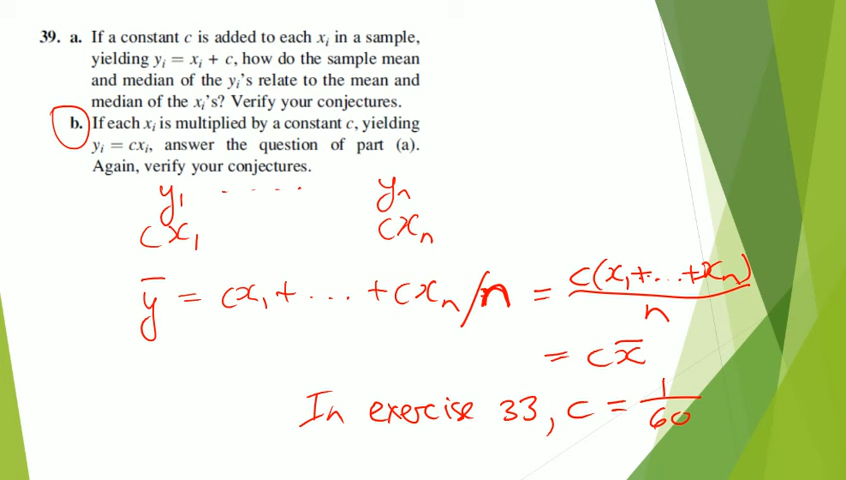 39. a. If a constant c is added to each xᵢ in a sample,
yielding yᵢ = xᵢ + c, how do the sample mean
and median of the yᵢ's relate to the mean and
median of the xᵢ's? Verify your conjectures.
b. If each xᵢ is multiplied by a constant c, yielding
yᵢ = cxᵢ, answer the question of part (a).
Again, verify your conjectures.
y₁ ..... yₙ
cx₁ cxₙ
ȳ = cx₁ + ... + cxₙ/n = c(x₁+...+xₙ)/n
= cx̄
In exercise 33, c = 1/60